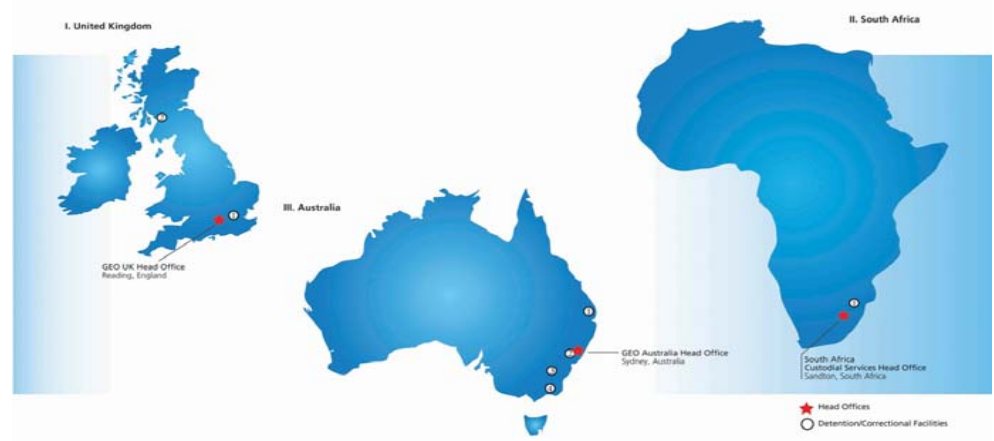 I. United Kingdom
II. South Africa
III. Australia
GEO UK Head Office
Reading, England
GEO Australia Head Office
Sydney, Australia
South Africa
Custodial Services Head Office
Sandton, South Africa
Head Offices
Detention/Correctional Facilities